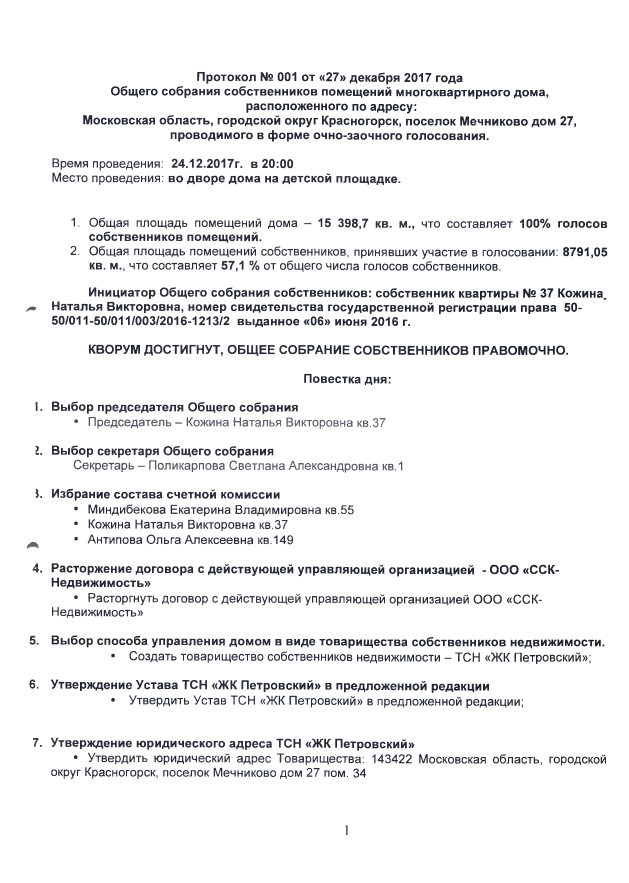 Протокол № 001 от «27» декабря 2017 года
Общего собрания собственников помещений многоквартирного дома,
расположенного по адресу:
Московская область, городской округ Красногорск, поселок Мечниково дом 27,
проводимого в форме очно-заочного голосования.
Время проведения: 24.12.2017г. в 20:00
Место проведения: во дворе дома на детской площадке.
1. Общая площадь помещений дома – 15 398,7 кв. м., что составляет 100% голосов
собственников помещений.
2. Общая площадь помещений собственников, принявших участие в голосовании: 8791,05
кв. м., что составляет 57,1 % от общего числа голосов собственников.
Инициатор Общего собрания собственников: собственник квартиры № 37 Кожина
Наталья Викторовна, номер свидетельства государственной регистрации права 50-
50/011-50/011/003/2016-1213/2 выданное «06» июня 2016 г.
КВОРУМ ДОСТИГНУТ, ОБЩЕЕ СОБРАНИЕ СОБСТВЕННИКОВ ПРАВОМОЧНО.
Повестка дня:
1. Выбор председателя Общего собрания
• Председатель – Кожина Наталья Викторовна кв.37
2. Выбор секретаря Общего собрания
Секретарь – Поликарпова Светлана Александровна кв.1
3. Избрание состава счетной комиссии
• Миндибекова Екатерина Владимировна кв.55
• Кожина Наталья Викторовна кв.37
• Антипова Ольга Алексеевна кв.149
4. Расторжение договора с действующей управляющей организацией - ООО «ССК-
Недвижимость»
• Расторгнуть договор с действующей управляющей организацией ООО «ССК-
Недвижимость»
5. Выбор способа управления домом в виде товарищества собственников недвижимости.
• Создать товарищество собственников недвижимости – ТСН «ЖК Петровский»;
6. Утверждение Устава ТСН «ЖК Петровский» в предложенной редакции
• Утвердить Устав ТСН «ЖК Петровский» в предложенной редакции;
7. Утверждение юридического адреса ТСН «ЖК Петровский»
• Утвердить юридический адрес Товарищества: 143422 Московская область, городской
округ Красногорск, поселок Мечниково дом 27 пом. 34
1